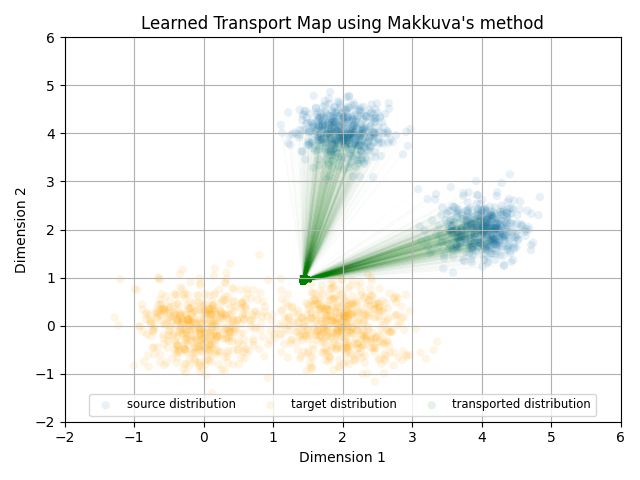 Learned Transport Map using Makkuva's method
6
5
4
3
2
1
0
−1
−2
Dimension 2
source distribution target distribution transported distribution
−2 −1 0 1 2 3 4 5 6
Dimension 1